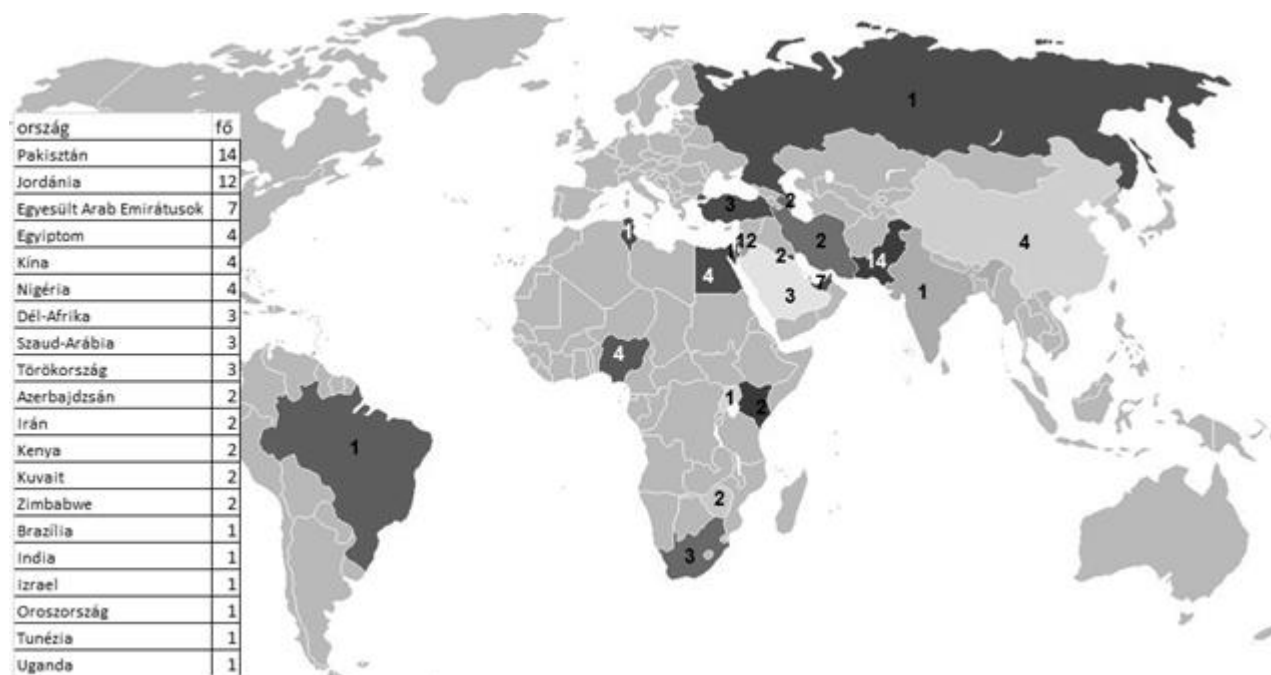 ország fő
Pakisztán 14
Jordánia 12
Egyesült Arab Emirátusok 7
Egyiptom 4
Kína 4
Nigéria 4
Dél-Afrika 3
Szaud-Arábia 3
Törökország 3
Azerbajdzsán 2
Irán 2
Kenya 2
Kuvait 2
Zimbabwe 2
Brazília 1
India 1
Izrael 1
Oroszország 1
Tunézia 1
Uganda 1
1
3 2
1 12 2
1 2 14 4
4 7 1
3
4
1 2
1
2
3